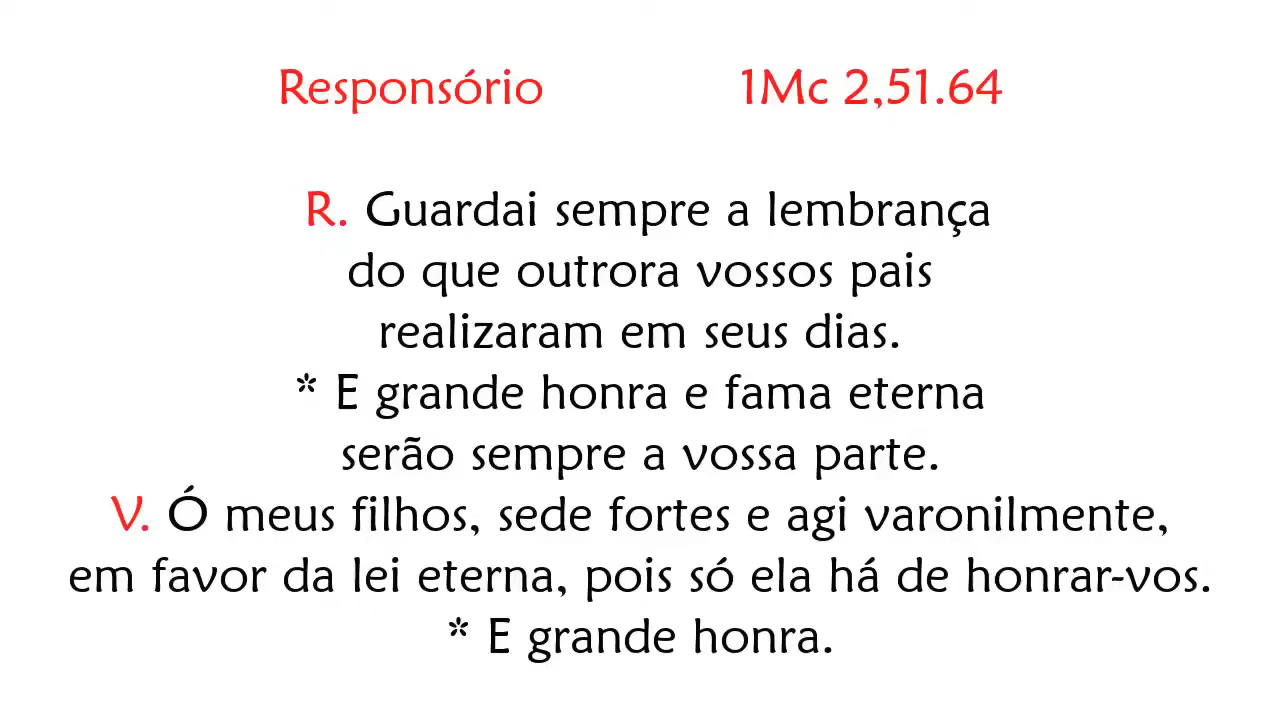 Responsório 1Mc 2,51.64
R. Guardai sempre a lembrança
do que outrora vossos pais
realizaram em seus dias.
* E grande honra e fama eterna
serão sempre a vossa parte.
V. Ó meus filhos, sede fortes e agi varonilmente,
em favor da lei eterna, pois só ela há de honrar-vos.
* E grande honra.